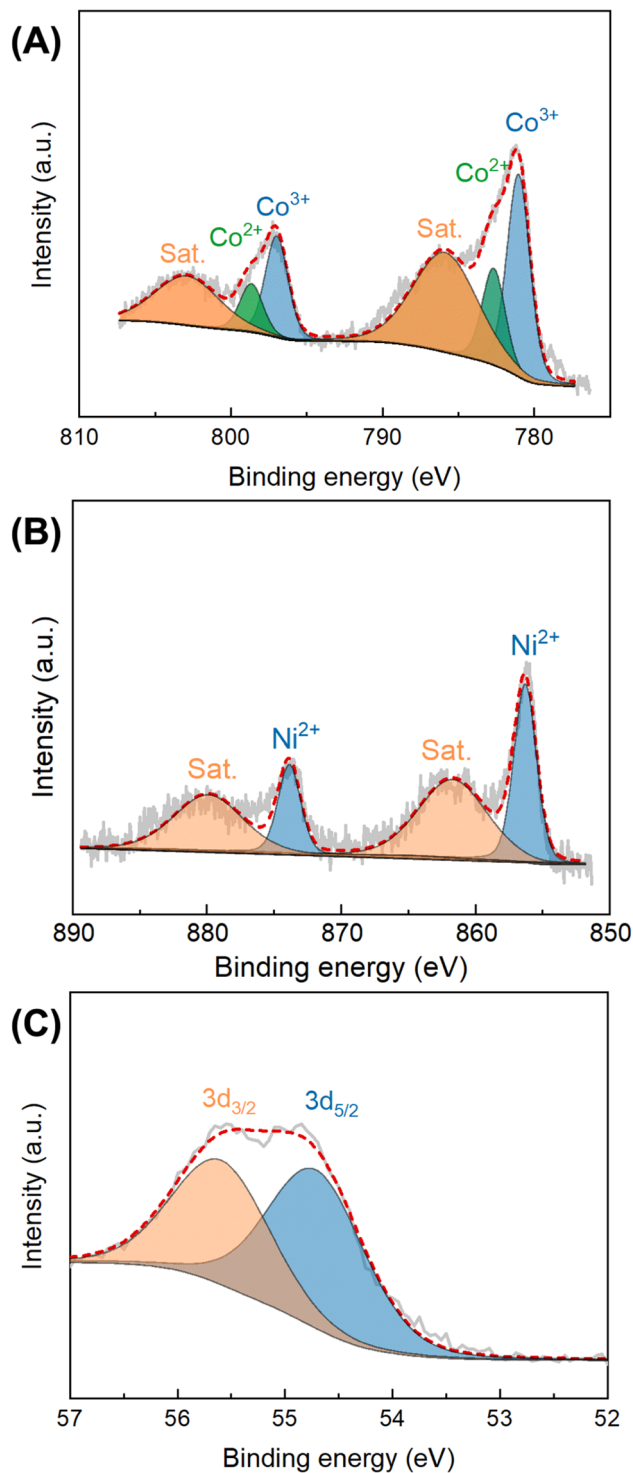 (A)
Intensity (a.u.)
Sat.
Co²⁺
Co³⁺
Sat.
Co²⁺
Co³⁺
810
800
790
780
Binding energy (eV)
(B)
Intensity (a.u.)
Sat.
Ni²⁺
Sat.
Ni²⁺
890
880
870
860
850
Binding energy (eV)
(C)
Intensity (a.u.)
3d₃/₂
3d₅/₂
57
56
55
54
53
52
Binding energy (eV)